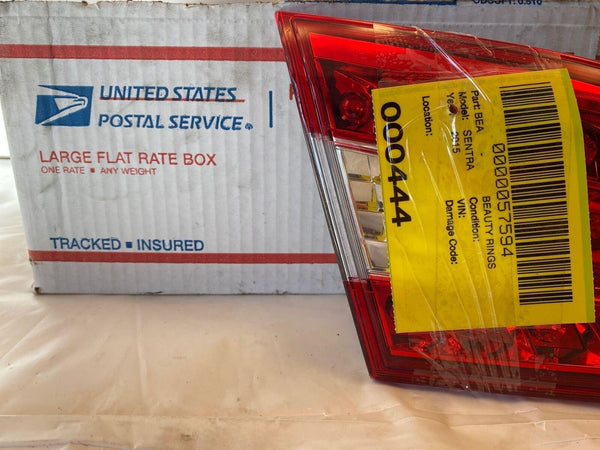 UNITED STATES
POSTAL SERVICE®
LARGE FLAT RATE BOX
ONE RATE ■ ANY WEIGHT
TRACKED ■ INSURED
0000057594
Part: BEA
BEAUTY RINGS
Model: SENTRA
Condition:
2015
VIN:
000444
Damage Code:
Location: